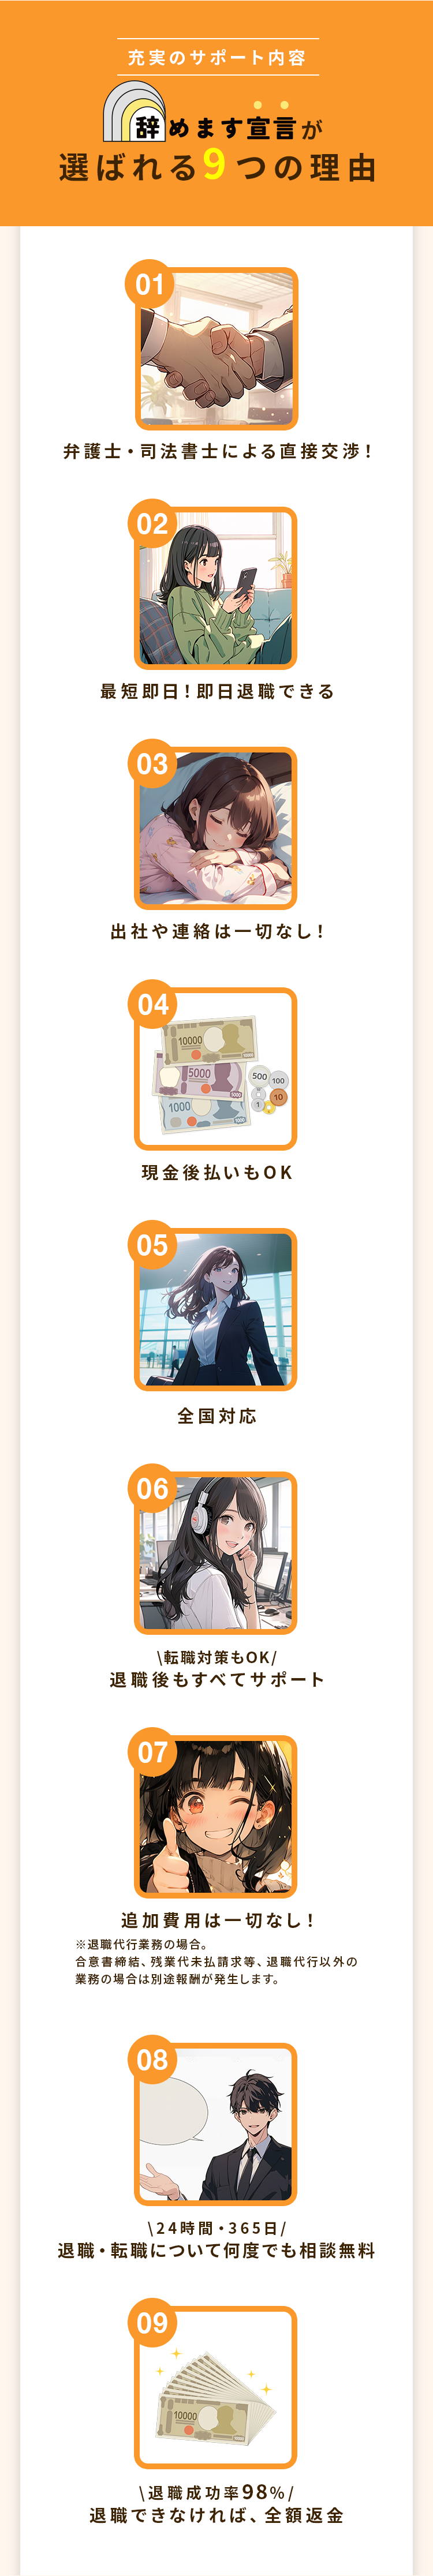 充実のサポート内容
辞めます宣言が
選ばれる9つの理由
01
弁護士・司法書士による直接交渉！
02
最短即日！即日退職できる
03
出社や連絡は一切なし！
04
10000
5000
1000
500
100
10
1
現金後払いもOK
05
全国対応
06
\転職対策もOK/
退職後もすべてサポート
07
追加費用は一切なし！
※退職代行業務の場合。
合意書締結、残業代未払請求等、退職代行以外の
業務の場合は別途報酬が発生します。
08
\24時間・365日/
退職・転職について何度でも相談無料
09
10000
\退職成功率98%/
退職できなければ、全額返金